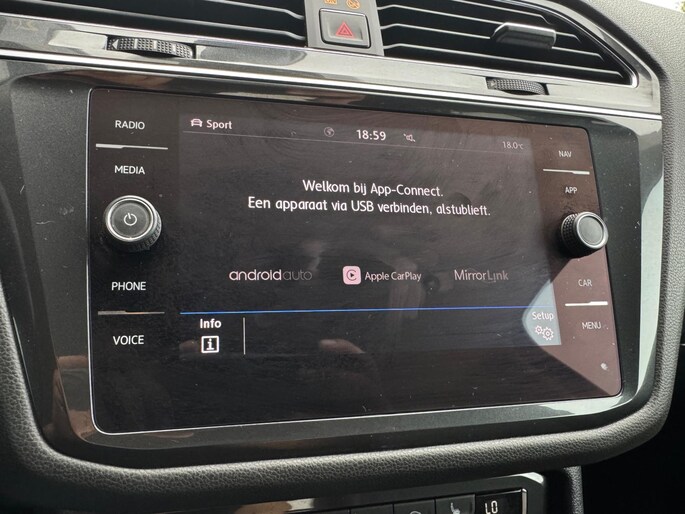 RADIO
MEDIA
PHONE
VOICE
Sport
18:59
18.0°C
Welkom bij App-Connect.
Een apparaat via USB verbinden, alstublieft.
androidauto
Apple CarPlay
MirrorLink
Info
Setup
NAV
APP
CAR
MENU
LO